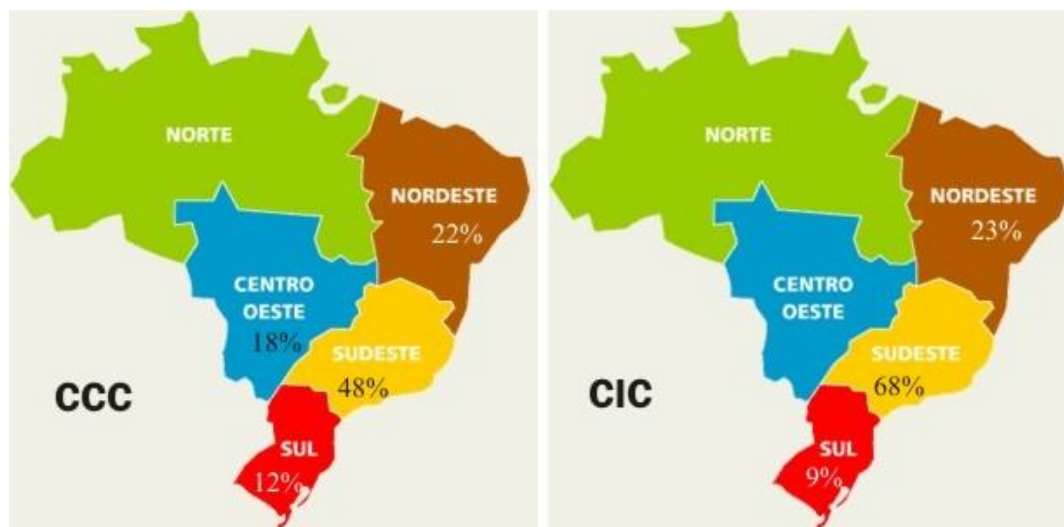 NORTE
NORDESTE
22%
CENTRO
OESTE
18%
SUDESTE
48%
CCC
SUL
12%
NORTE
NORDESTE
23%
CENTRO
OESTE
SUDESTE
68%
CIC
SUL
9%